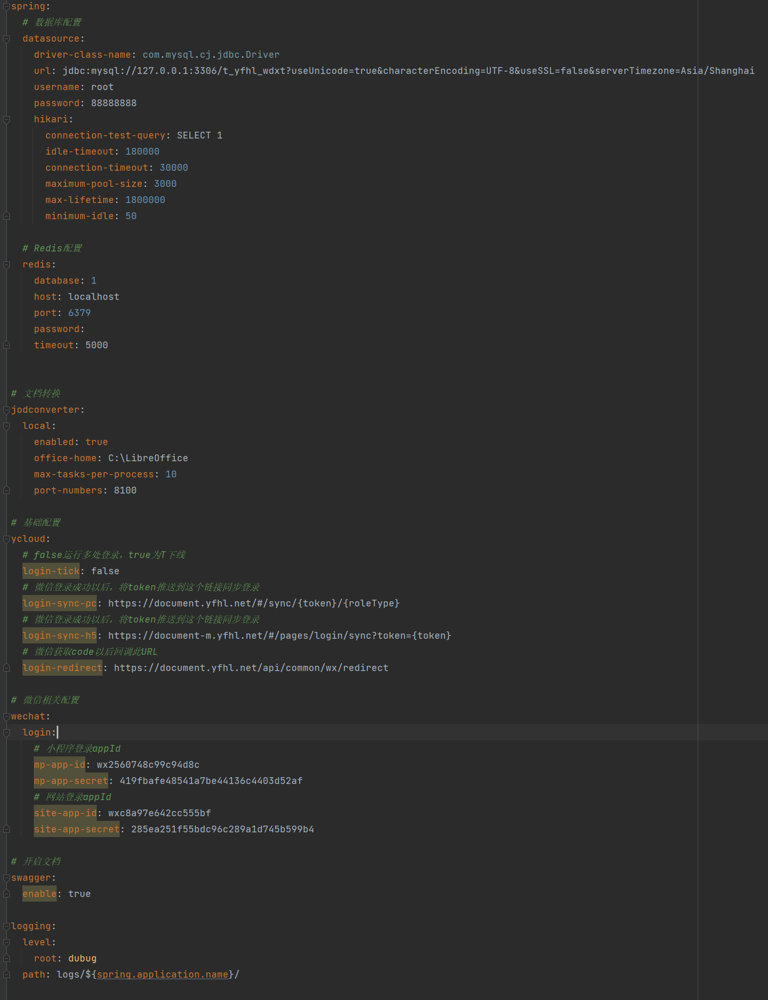 spring:
# 数据库配置
datasource:
driver-class-name: com.mysql.cj.jdbc.Driver
url: jdbc:mysql://127.0.0.1:3306/t_yfhl_wdxt?useUnicode=true&characterEncoding=UTF-8&useSSL=false&serverTimezone=Asia/Shanghai
username: root
password: 88888888
hikari:
connection-test-query: SELECT 1
idle-timeout: 180000
connection-timeout: 30000
maximum-pool-size: 3000
max-lifetime: 1800000
minimum-idle: 50
# Redis配置
redis:
database: 1
host: localhost
port: 6379
password:
timeout: 5000
# 文档转换
jodconverter:
local:
enabled: true
office-home: C:\LibreOffice
max-tasks-per-process: 10
port-numbers: 8100
# 基础配置
ycloud:
# false运行多处登录，true为T下线
login-tick: false
# 微信登录成功以后，将token推送到这个链接同步登录
login-sync-pc: https://document.yfhl.net/#/sync/{token}/{roleType}
# 微信登录成功以后，将token推送到这个链接同步登录
login-sync-h5: https://document-m.yfhl.net/#/pages/login/sync?token={token}
# 微信获取code以后回调此URL
login-redirect: https://document.yfhl.net/api/common/wx/redirect
# 微信相关配置
wechat:
login:
# 小程序登录appId
mp-app-id: wx2560748c99c94d8c
mp-app-secret: 419fbafe48541a7be44136c4403d52af
# 网站登录appId
site-app-id: wxc8a97e642cc555bf
site-app-secret: 285ea251f55bdc96c289a1d745b599b4
# 开启文档
swagger:
enable: true
logging:
level:
root: dubug
path: logs/${spring.application.name}/